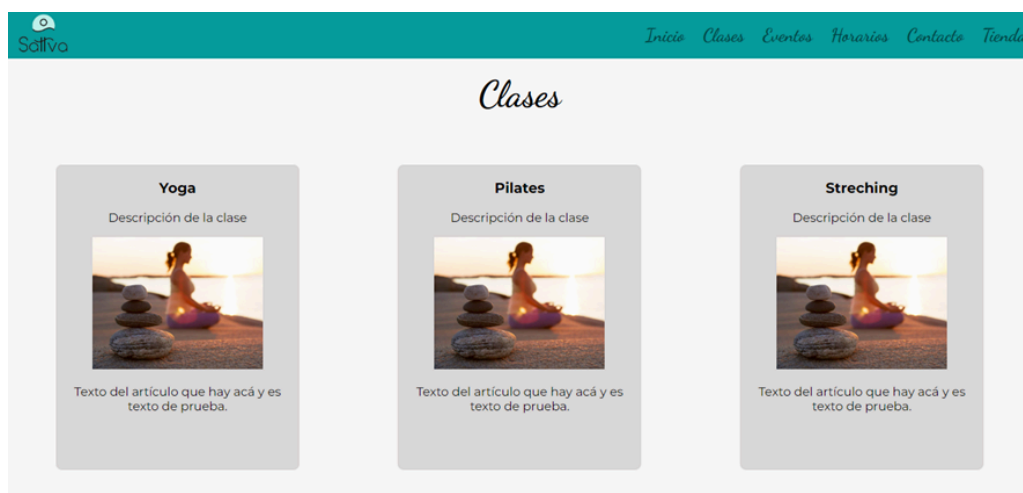 Sattva
Inicio Clases Eventos Horarios Contacto Tienda
Clases
Yoga
Descripción de la clase
Texto del artículo que hay acá y es
texto de prueba.
Pilates
Descripción de la clase
Texto del artículo que hay acá y es
texto de prueba.
Streching
Descripción de la clase
Texto del artículo que hay acá y es
texto de prueba.